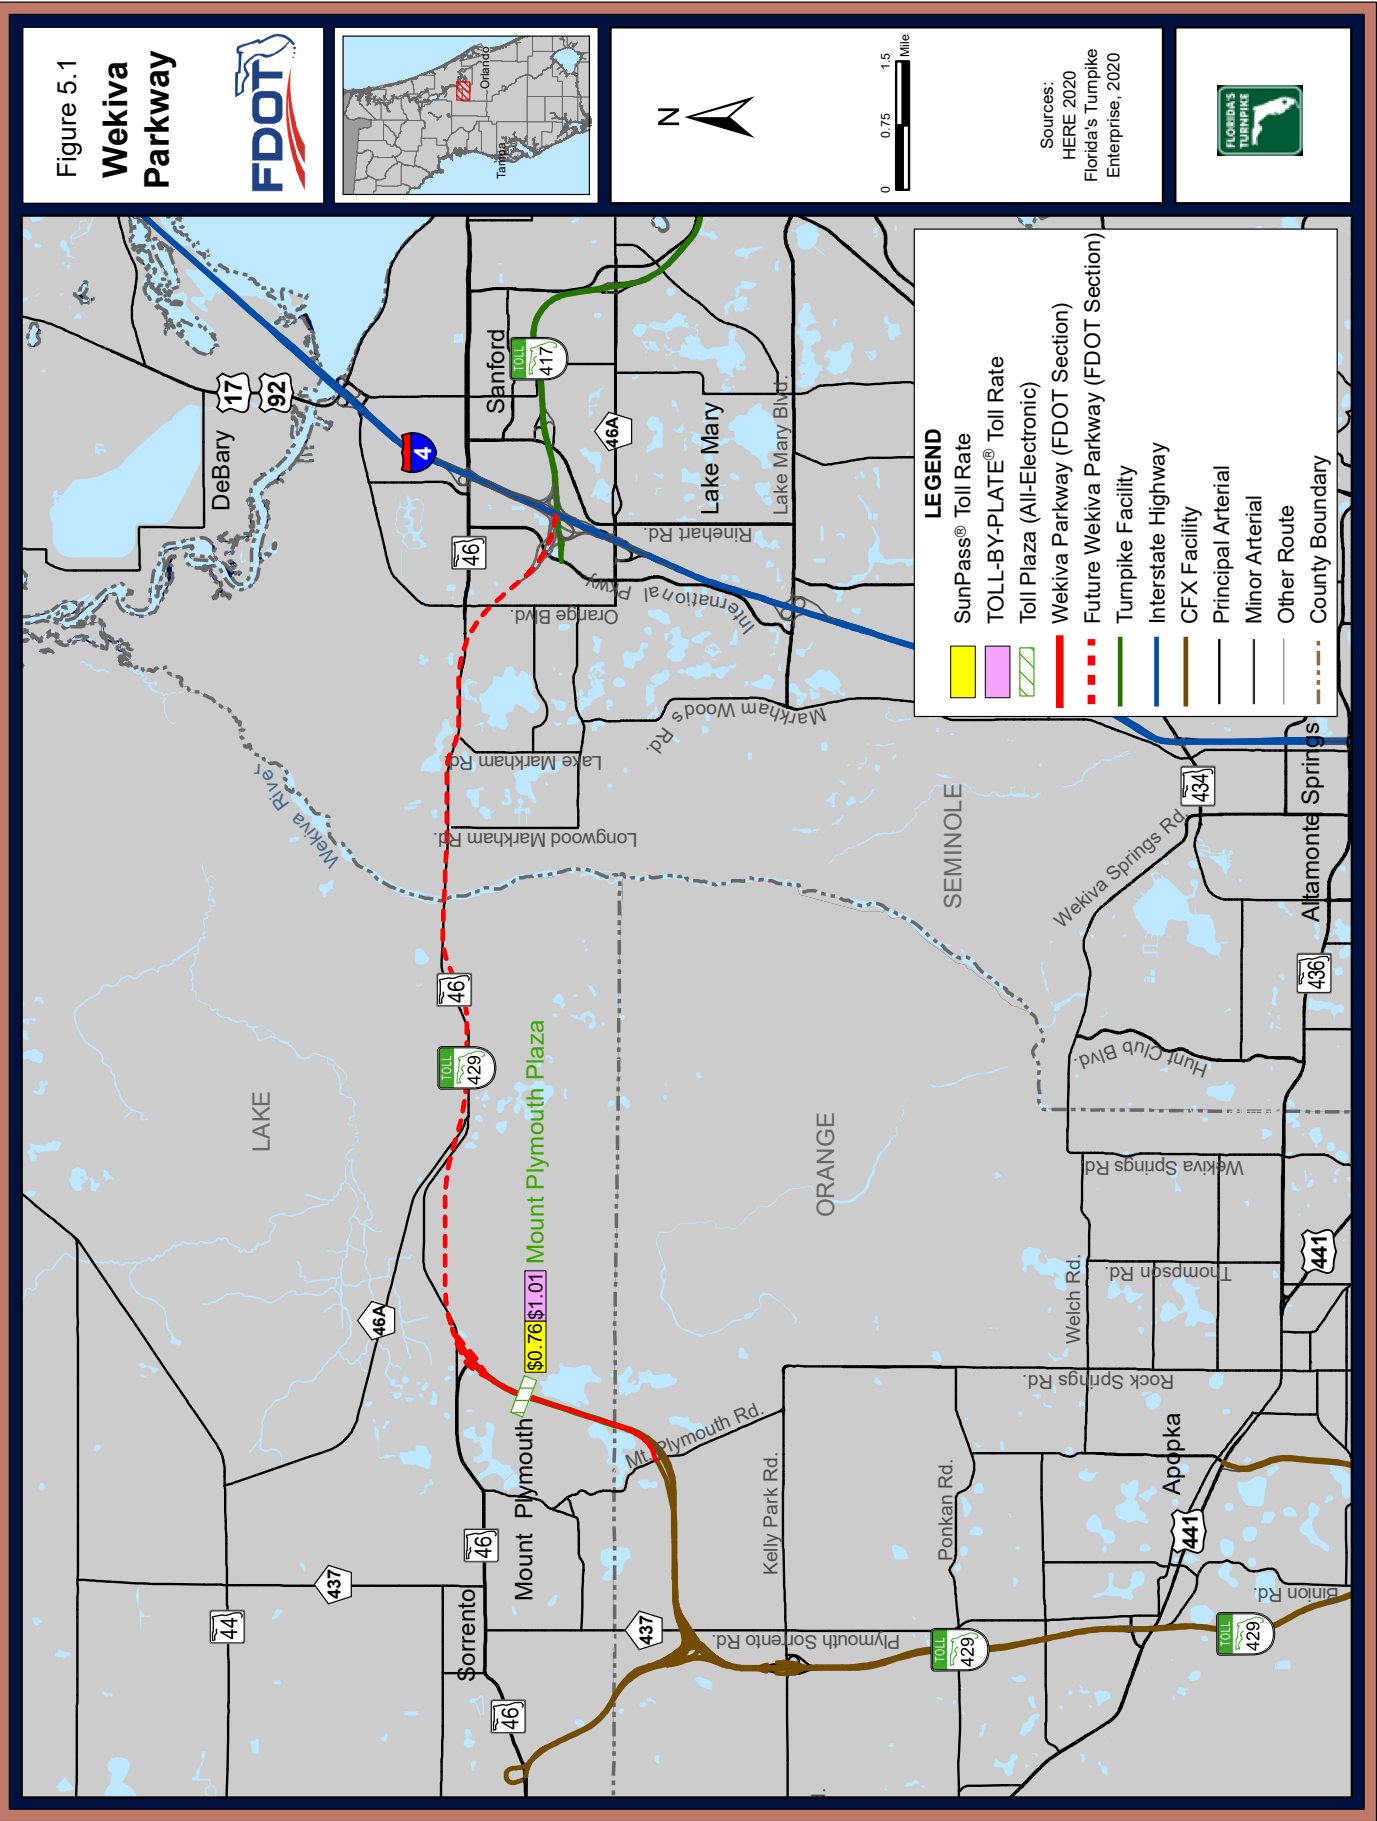 Figure 5.1
Wekiva
Parkway
FDOT
Orlando
Tampa
N
0
0.75
1.5
Mile
Sources:
HERE 2020
Florida's Turnpike
Enterprise, 2020
FLORIDA'S
TURNPIKE
LEGEND
SunPass® Toll Rate
TOLL-BY-PLATE® Toll Rate
Toll Plaza (All-Electronic)
Wekiva Parkway (FDOT Section)
Future Wekiva Parkway (FDOT Section)
Turnpike Facility
Interstate Highway
CFX Facility
Principal Arterial
Minor Arterial
Other Route
County Boundary
17
92
DeBary
4
Sanford
TOLL
417
46A
Lake Mary
Lake Mary Blvd.
Rinehart Rd.
46
International Pkwy
Orange Blvd.
Markham Woods Rd.
Lake Markham Rd
Longwood Markham Rd.
Wekiva River
SEMINOLE
434
Wekiva Springs Rd.
Altamonte Springs
436
Hunt Club Blvd.
46
TOLL
429
LAKE
ORANGE
Mount Plymouth Plaza
$0.76
$1.01
46A
Wekiva Springs Rd
Welch Rd.
Thompson Rd.
441
Rock Springs Rd.
Mount Plymouth
Mt. Plymouth Rd.
Kelly Park Rd.
Ponkan Rd.
Apopka
441
46
437
44
Sorrento
437
Plymouth Sorrento Rd.
TOLL
429
TOLL
429
Binion Rd.
46